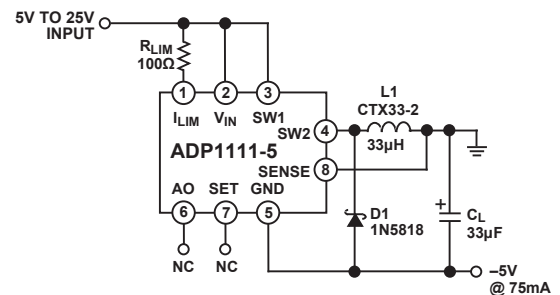 5V TO 25V
INPUT
RLIM
100Ω
1
2
3
ILIM
VIN
SW1
SW2
4
L1
CTX33-2
33µH
ADP1111-5
SENSE
8
AO
SET
GND
6
7
5
NC
NC
D1
1N5818
+
CL
33µF
–5V
@ 75mA